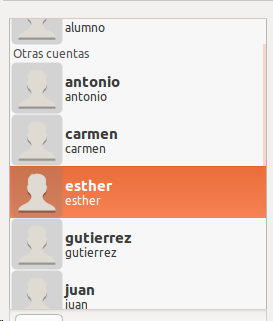 alumno
Otras cuentas
antonio
antonio
carmen
carmen
esther
esther
gutierrez
gutierrez
juan
juan